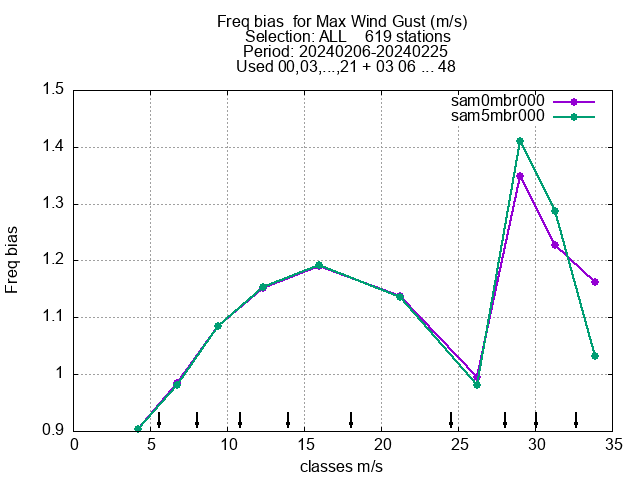 Freq bias  for Max Wind Gust (m/s)
Selection: ALL    619 stations
Period: 20240206-20240225
Used 00,03,...,21 + 03 06 ... 48
sam0mbr000
sam5mbr000
1.5
1.4
1.3
1.2
1.1
1
0.9
Freq bias
0 5 10 15 20 25 30 35
classes m/s